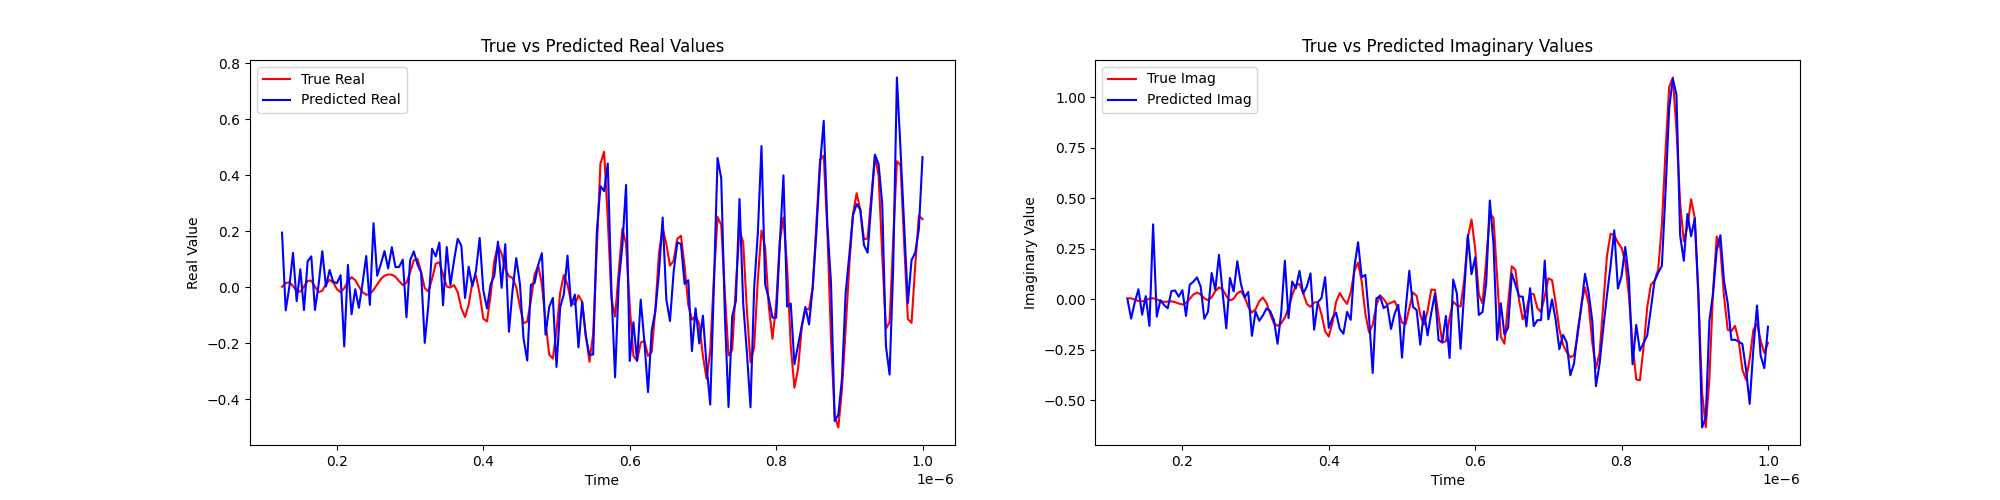 True vs Predicted Real Values
True Real
Predicted Real
Real Value
0.8
0.6
0.4
0.2
0.0
−0.2
−0.4
0.2 0.4 0.6 0.8 1.0
1e−6
Time
True vs Predicted Imaginary Values
True Imag
Predicted Imag
Imaginary Value
1.00
0.75
0.50
0.25
0.00
−0.25
−0.50
0.2 0.4 0.6 0.8 1.0
1e−6
Time